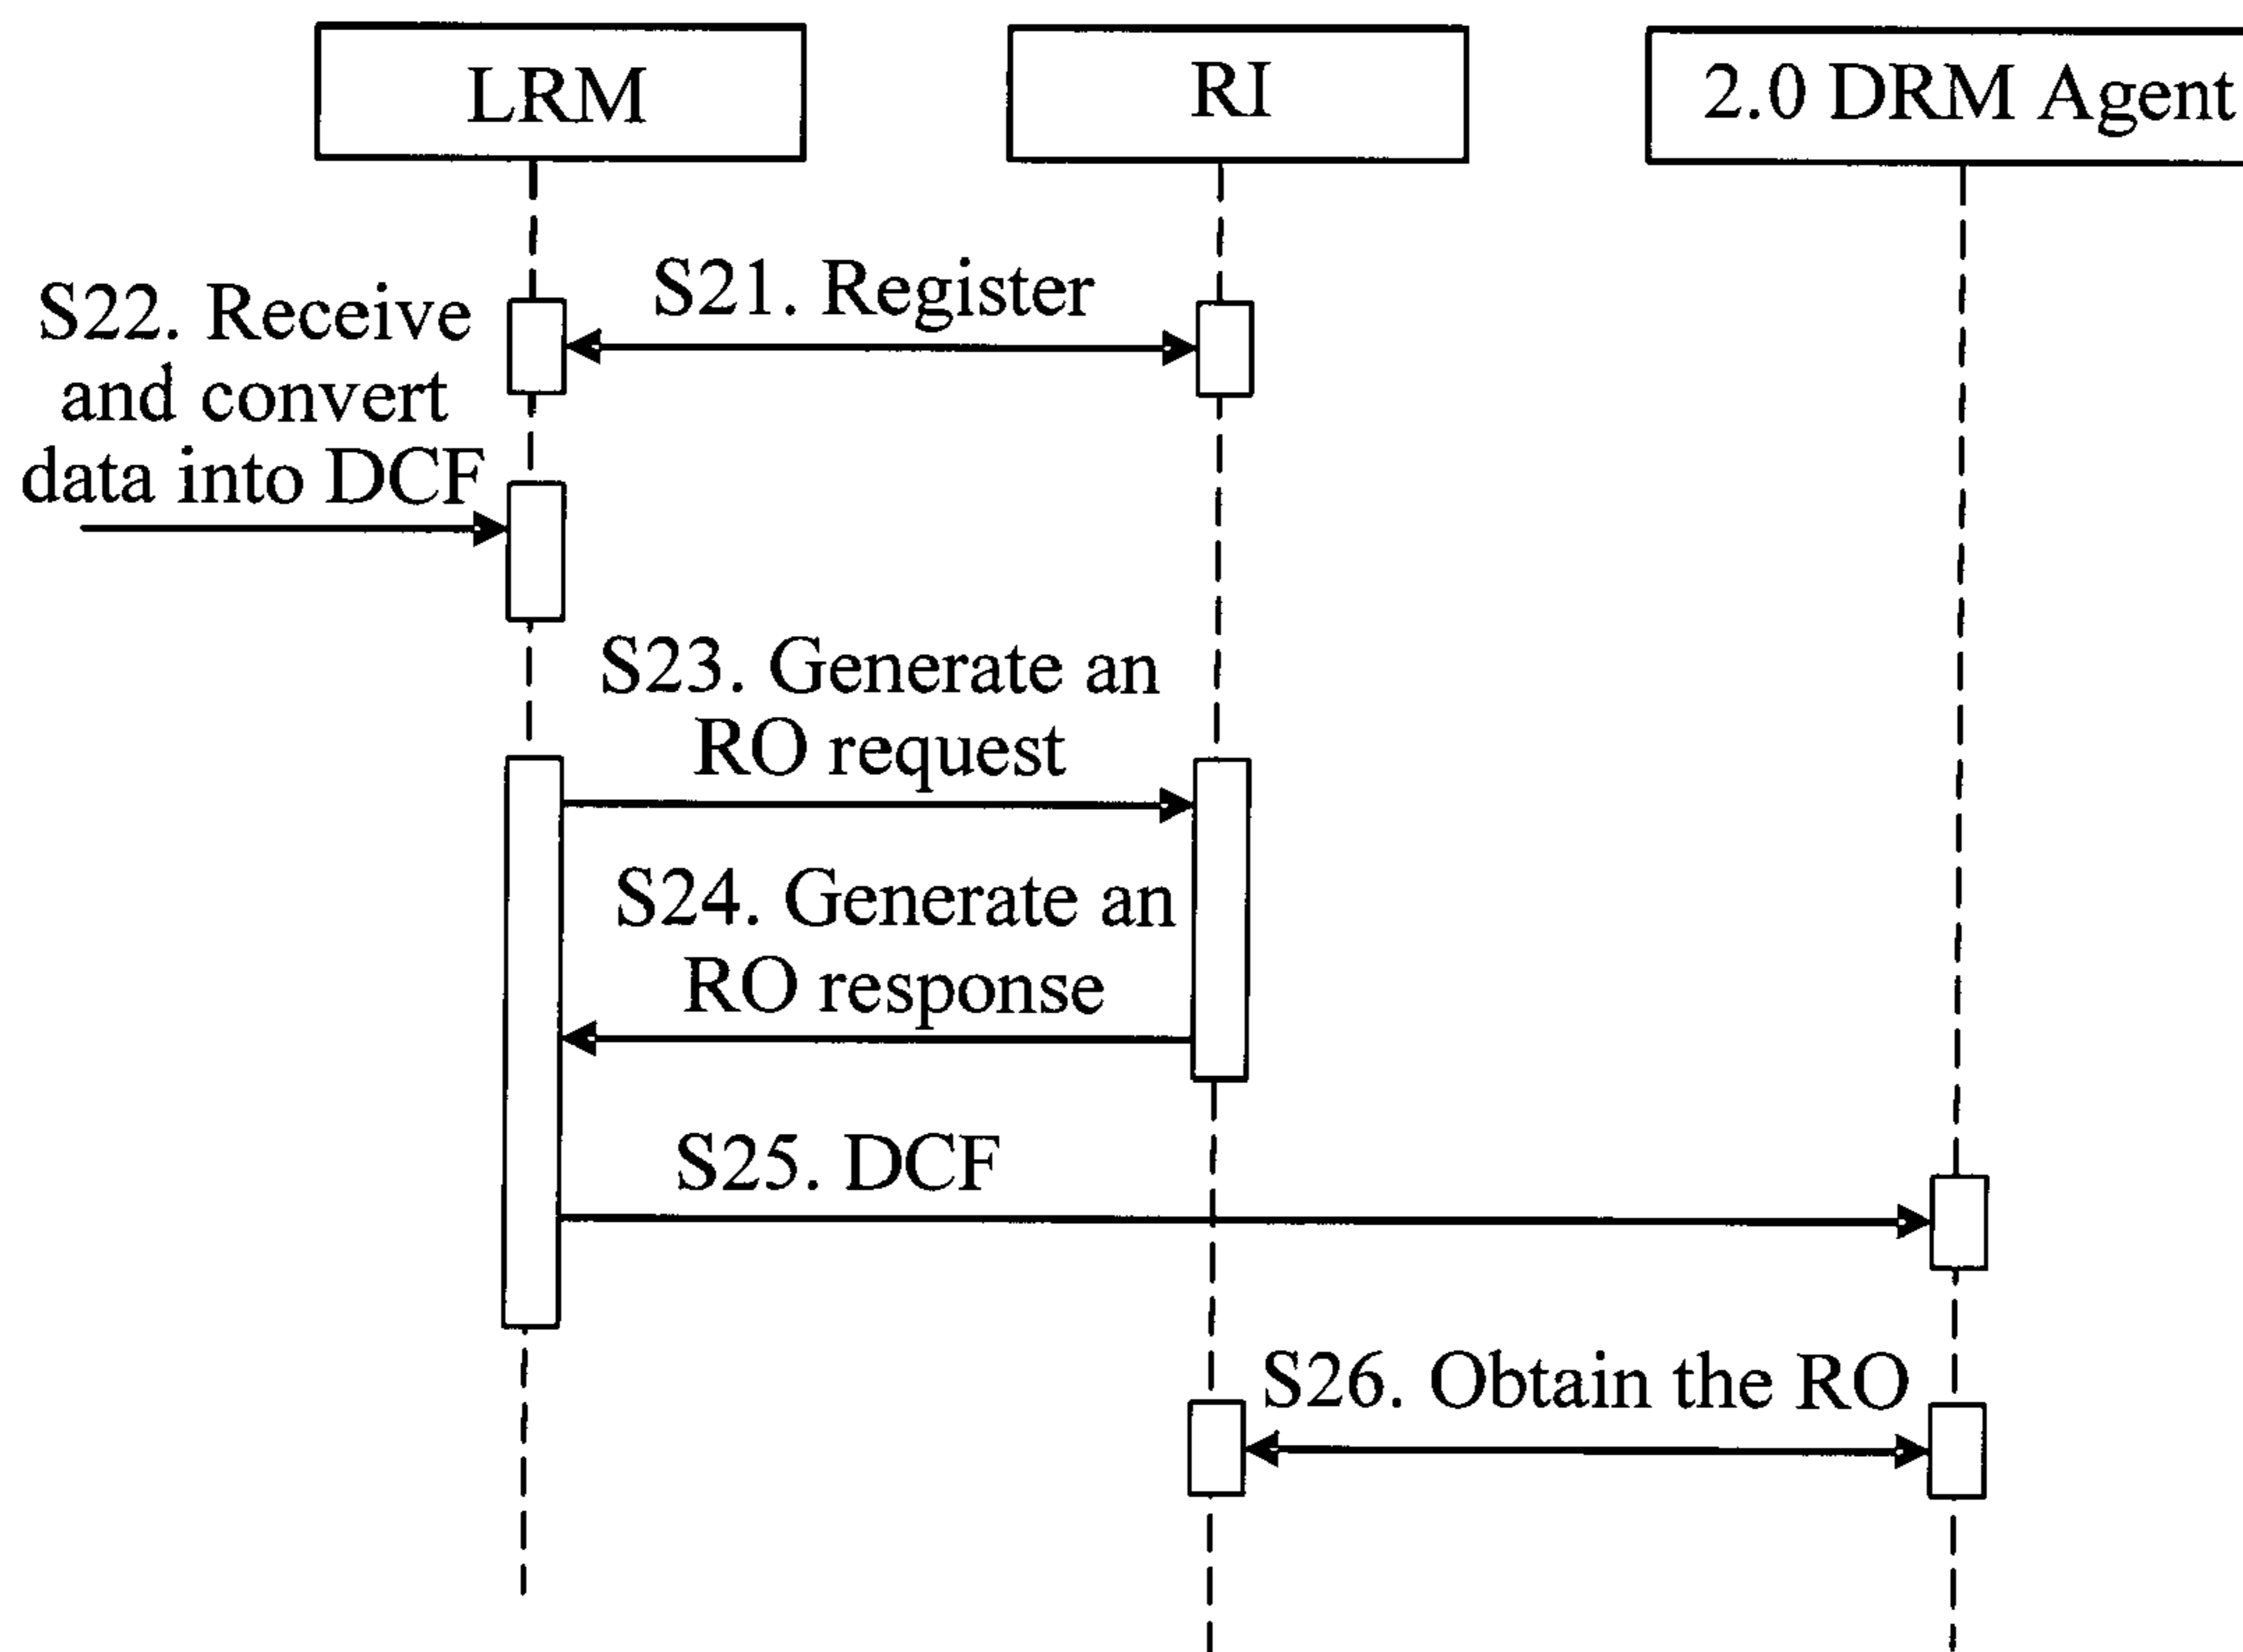 LRM
RI
2.0 DRM Agent
S21. Register
S22. Receive
and convert
data into DCF
S23. Generate an
RO request
S24. Generate an
RO response
S25. DCF
S26. Obtain the RO